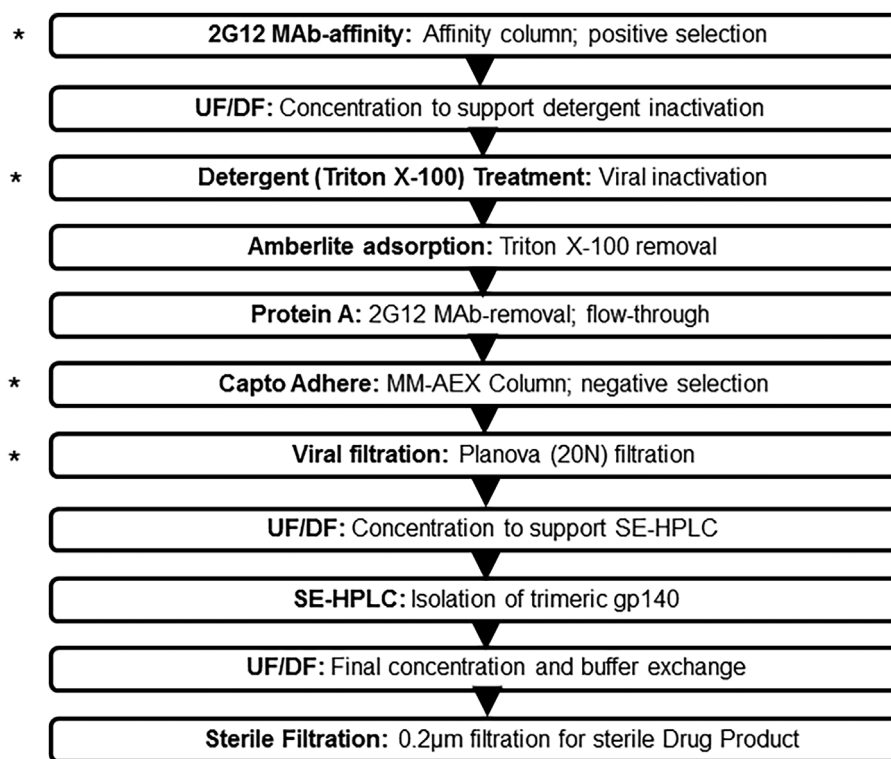 * 2G12 MAb-affinity: Affinity column; positive selection
UF/DF: Concentration to support detergent inactivation
* Detergent (Triton X-100) Treatment: Viral inactivation
Amberlite adsorption: Triton X-100 removal
Protein A: 2G12 MAb-removal; flow-through
* Capto Adhere: MM-AEX Column; negative selection
* Viral filtration: Planova (20N) filtration
UF/DF: Concentration to support SE-HPLC
SE-HPLC: Isolation of trimeric gp140
UF/DF: Final concentration and buffer exchange
Sterile Filtration: 0.2µm filtration for sterile Drug Product